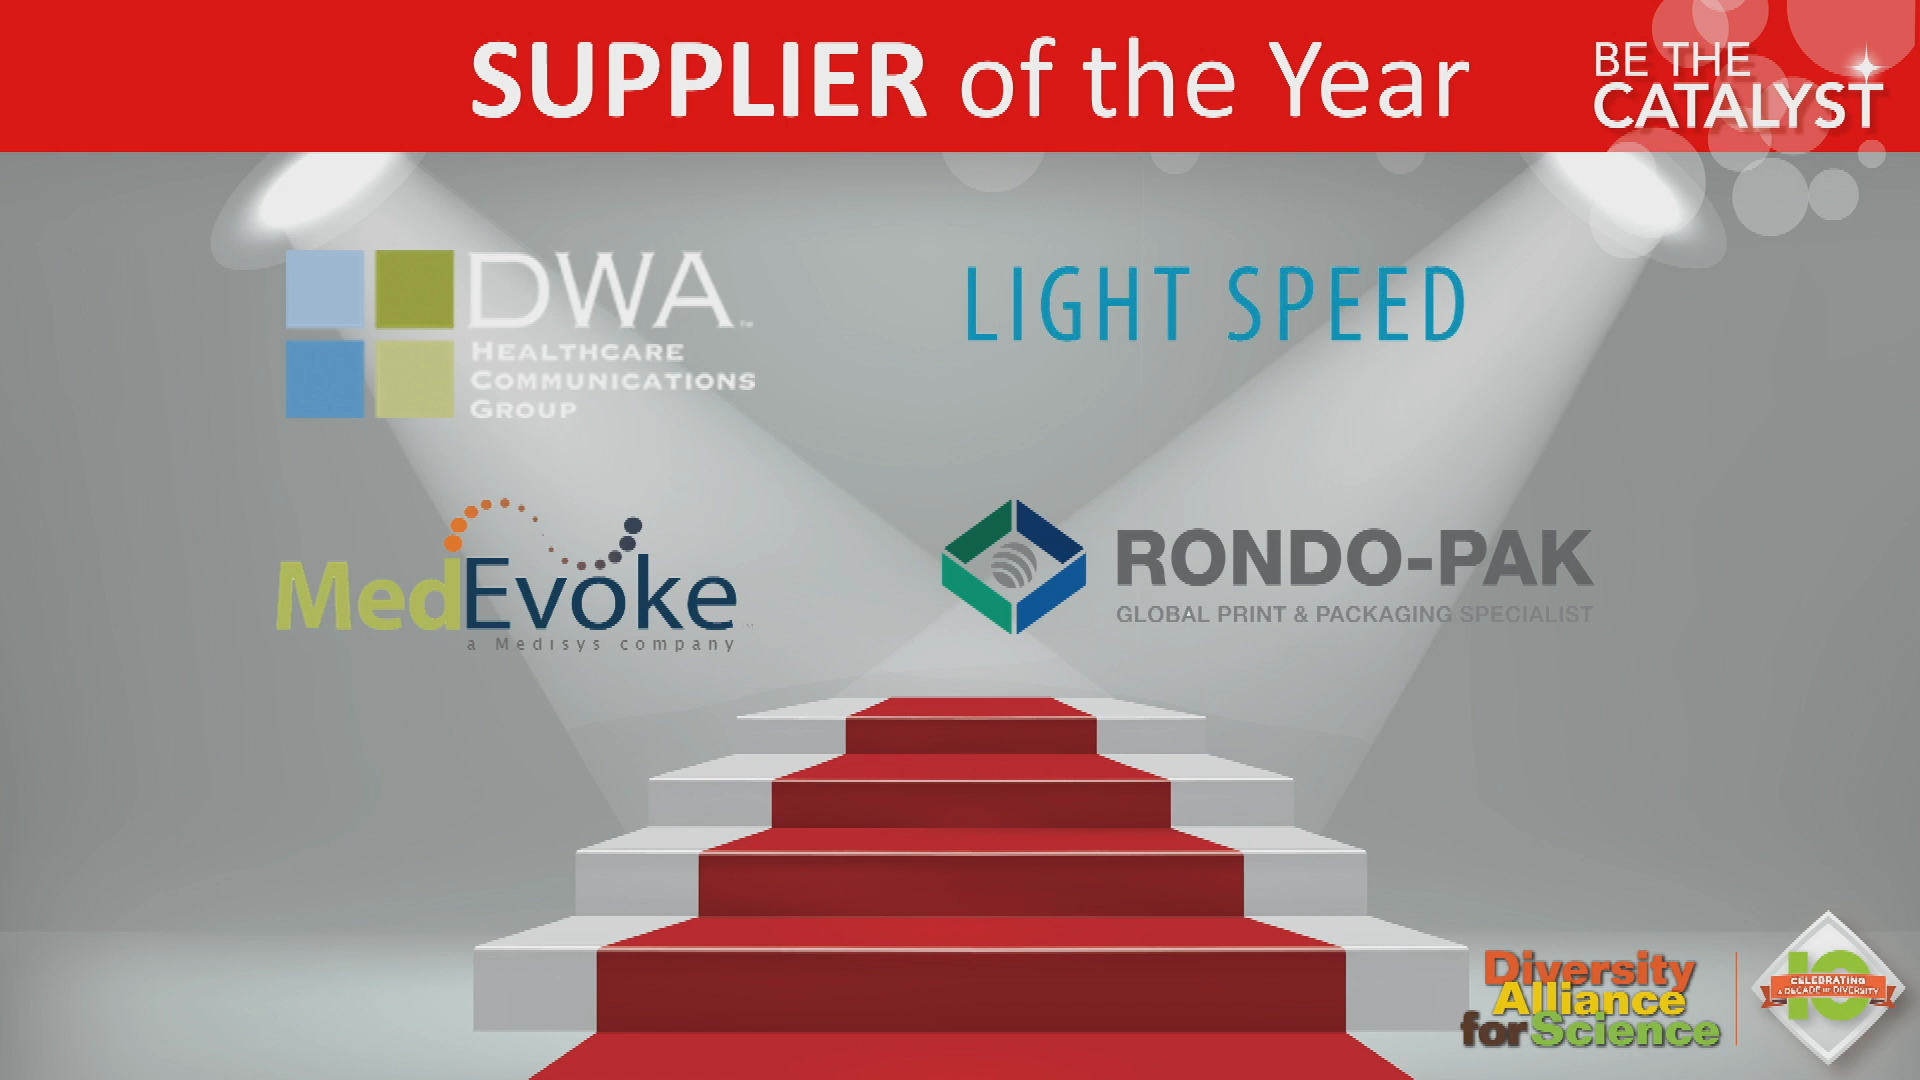 SUPPLIER of the Year
BE THE
CATALYST
DWA™
HEALTHCARE
COMMUNICATIONS
GROUP
LIGHT SPEED
MedEvoke
a Medisys company
RONDO-PAK
GLOBAL PRINT & PACKAGING SPECIALIST
Diversity
Alliance
for Science
10
CELEBRATING
A DECADE OF DIVERSITY